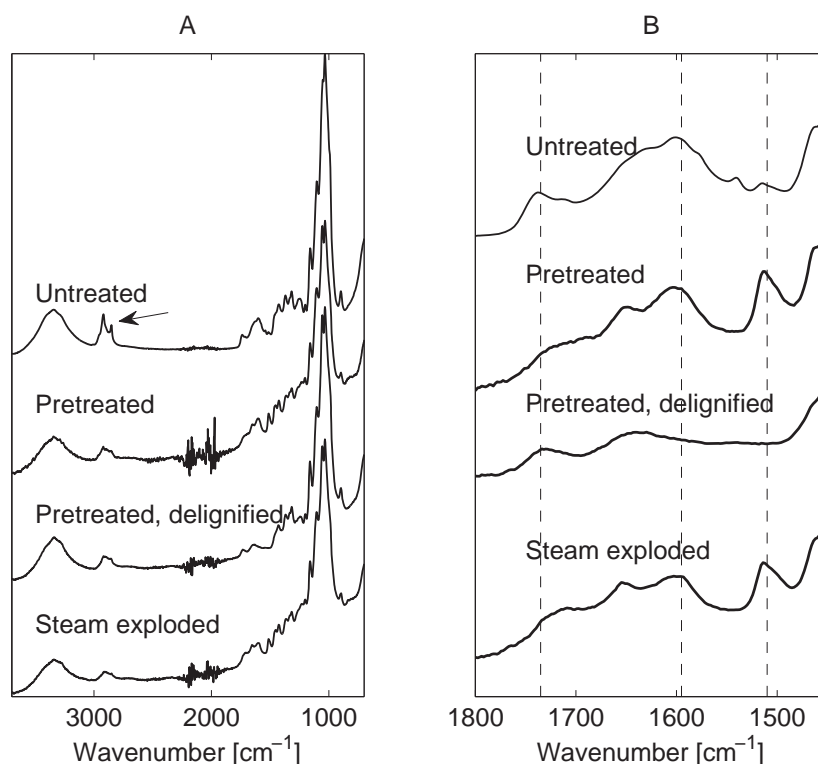 A
Untreated
Pretreated
Pretreated, delignified
Steam exploded
3000
2000
1000
Wavenumber [cm⁻¹]
B
Untreated
Pretreated
Pretreated, delignified
Steam exploded
1800
1700
1600
1500
Wavenumber [cm⁻¹]